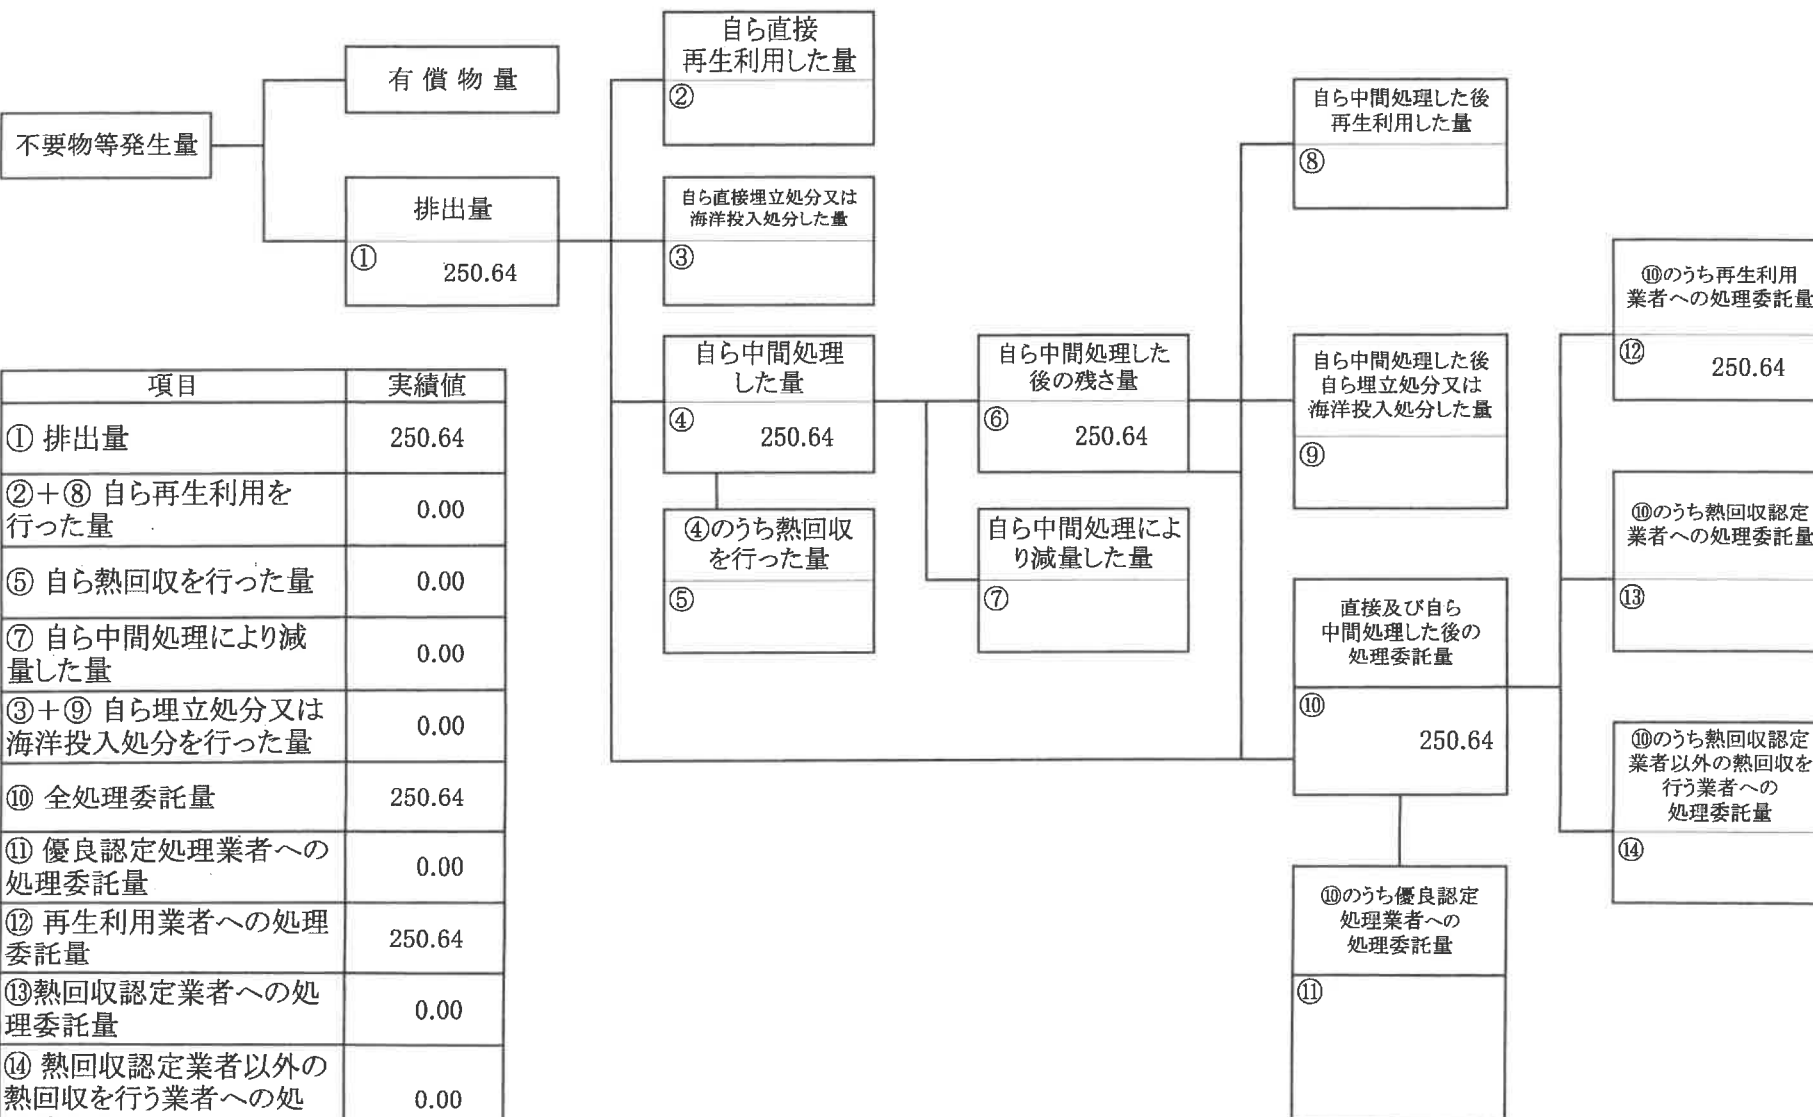 不要物等発生量
有償物量
排出量
①
250.64
自ら直接
再生利用した量
②
自ら直接埋立処分又は
海洋投入処分した量
③
自ら中間処理
した量
④
250.64
④のうち熱回収
を行った量
⑤
自ら中間処理した
後の残さ量
⑥
250.64
自ら中間処理によ
り減量した量
⑦
自ら中間処理した後
再生利用した量
⑧
自ら中間処理した後
自ら埋立処分又は
海洋投入処分した量
⑨
直接及び自ら
中間処理した後の
処理委託量
⑩
250.64
⑩のうち優良認定
処理業者への
処理委託量
⑪
⑩のうち再生利用
業者への処理委託量
⑫
250.64
⑩のうち熱回収認定
業者への処理委託量
⑬
⑩のうち熱回収認定
業者以外の熱回収を
行う業者への
処理委託量
⑭
項目 実績値
① 排出量 250.64
②+⑧ 自ら再生利用を
行った量 0.00
⑤ 自ら熱回収を行った量 0.00
⑦ 自ら中間処理により減
量した量 0.00
③+⑨ 自ら埋立処分又は
海洋投入処分を行った量 0.00
⑩ 全処理委託量 250.64
⑪ 優良認定処理業者への
処理委託量 0.00
⑫ 再生利用業者への処理
委託量 250.64
⑬熱回収認定業者への処
理委託量 0.00
⑭ 熱回収認定業者以外の
熱回収を行う業者への処 0.00